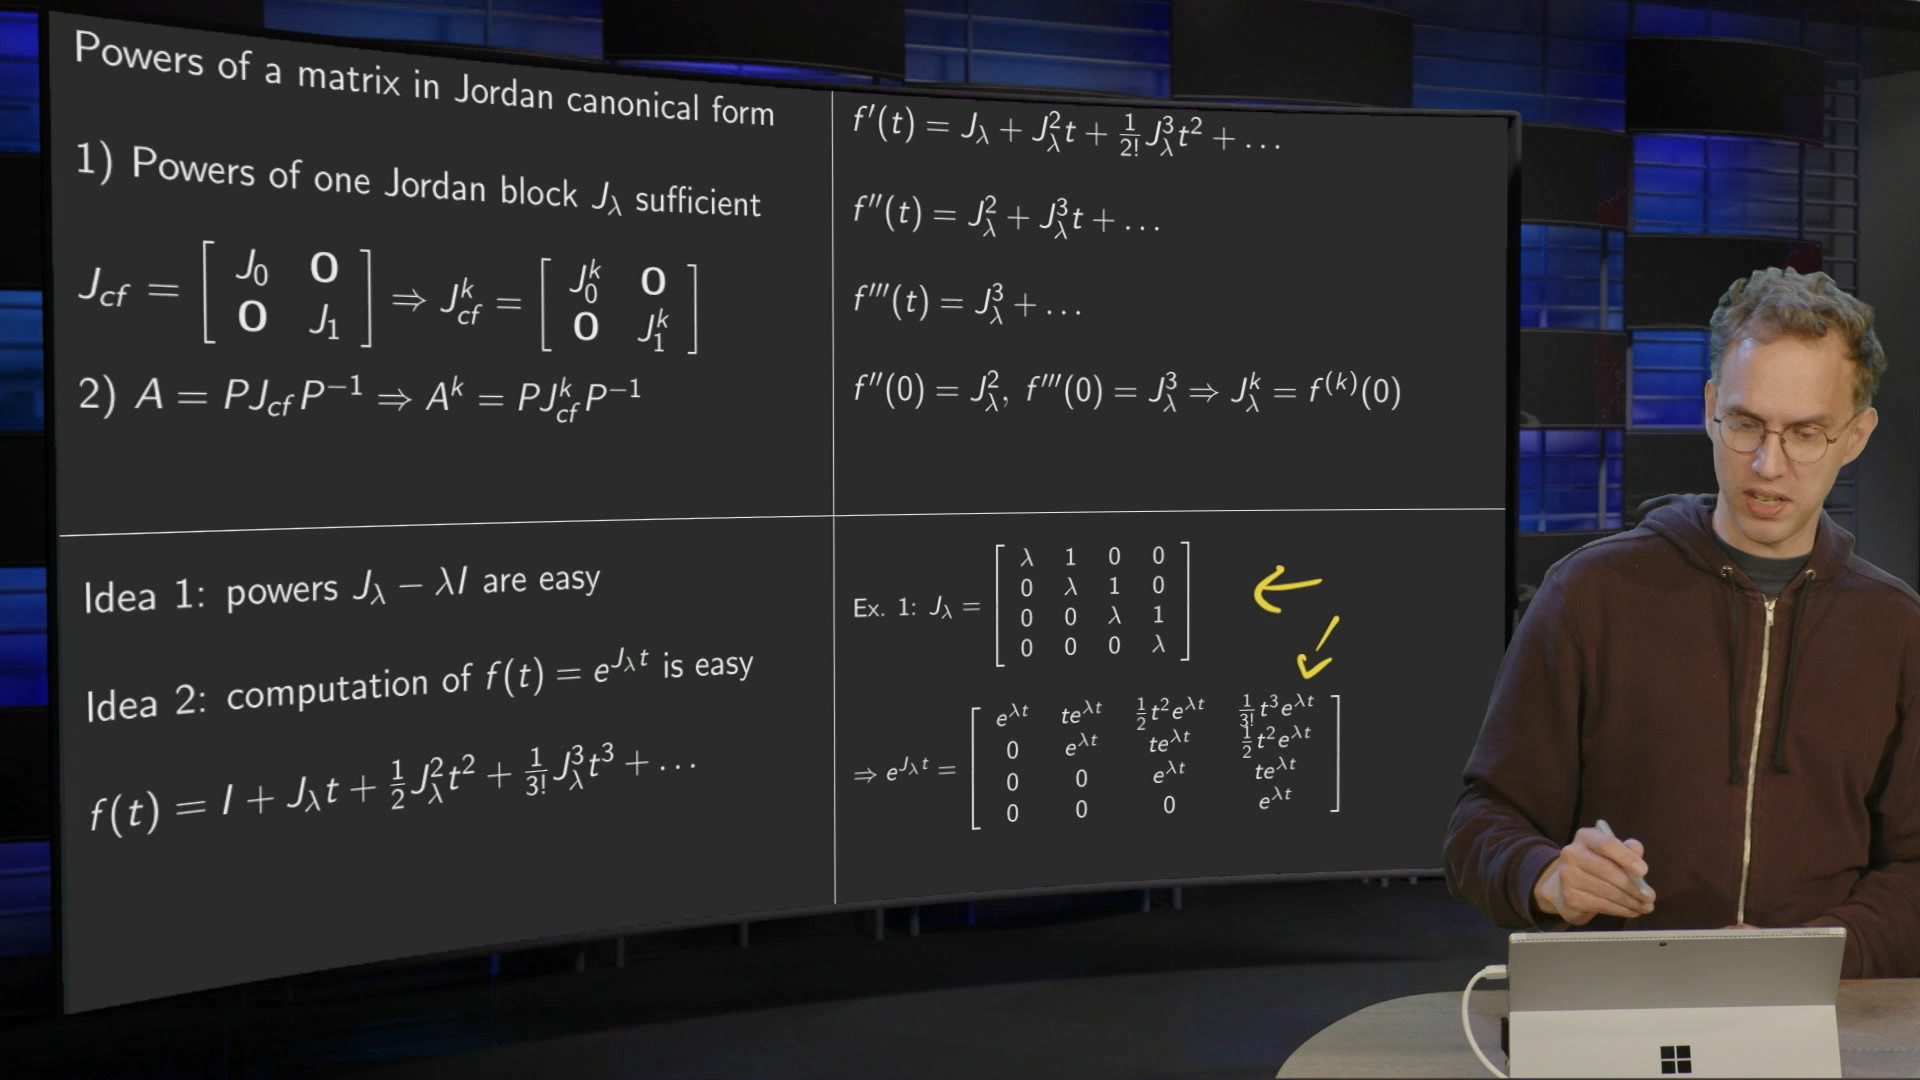 Powers of a matrix in Jordan canonical form
1) Powers of one Jordan block J_λ sufficient
J_cf = [ J_0 0 ; 0 J_1 ] ⇒ J_cf^k = [ J_0^k 0 ; 0 J_1^k ]
2) A = PJ_cf P^−1 ⇒ A^k = PJ_cf^k P^−1
f′(t) = J_λ + J_λ^2 t + 1/2! J_λ^3 t^2 + …
f″(t) = J_λ^2 + J_λ^3 t + …
f‴(t) = J_λ^3 + …
f″(0) = J_λ^2, f‴(0) = J_λ^3 ⇒ J_λ^k = f^(k)(0)
Idea 1: powers J_λ − λI are easy
Idea 2: computation of f(t) = e^{J_λ t} is easy
f(t) = I + J_λ t + 1/2 J_λ^2 t^2 + 1/3! J_λ^3 t^3 + …
Ex. 1: J_λ = [ λ 1 0 0 ; 0 λ 1 0 ; 0 0 λ 1 ; 0 0 0 λ ]
⇒ e^{J_λ t} = [ e^{λt} te^{λt} 1/2 t^2 e^{λt} 1/3! t^3 e^{λt} ; 0 e^{λt} te^{λt} 1/2 t^2 e^{λt} ; 0 0 e^{λt} te^{λt} ; 0 0 0 e^{λt} ]